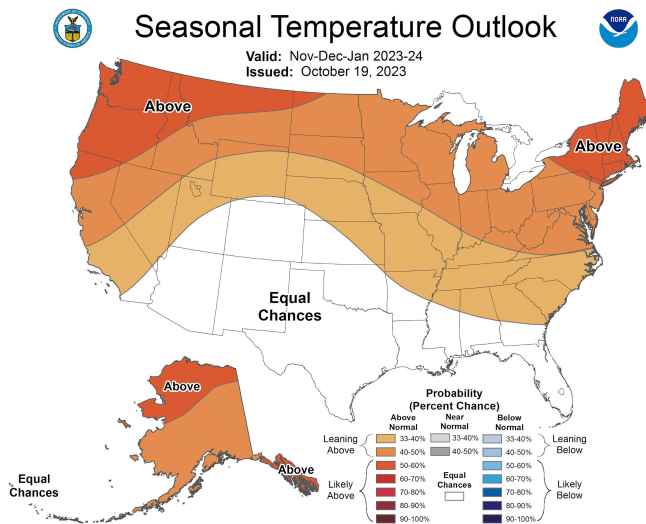 Seasonal Temperature Outlook
NOAA
Valid: Nov-Dec-Jan 2023-24
Issued: October 19, 2023
Above
Above
Equal
Chances
Above
Above
Equal
Chances
Probability
(Percent Chance)
Above
Normal
Near
Normal
Below
Normal
Leaning
Above
33-40%
40-50%
50-60%
60-70%
70-80%
80-90%
90-100%
Likely
Above
33-40%
40-50%
Equal
Chances
33-40%
40-50%
50-60%
60-70%
70-80%
80-90%
90-100%
Leaning
Below
Likely
Below